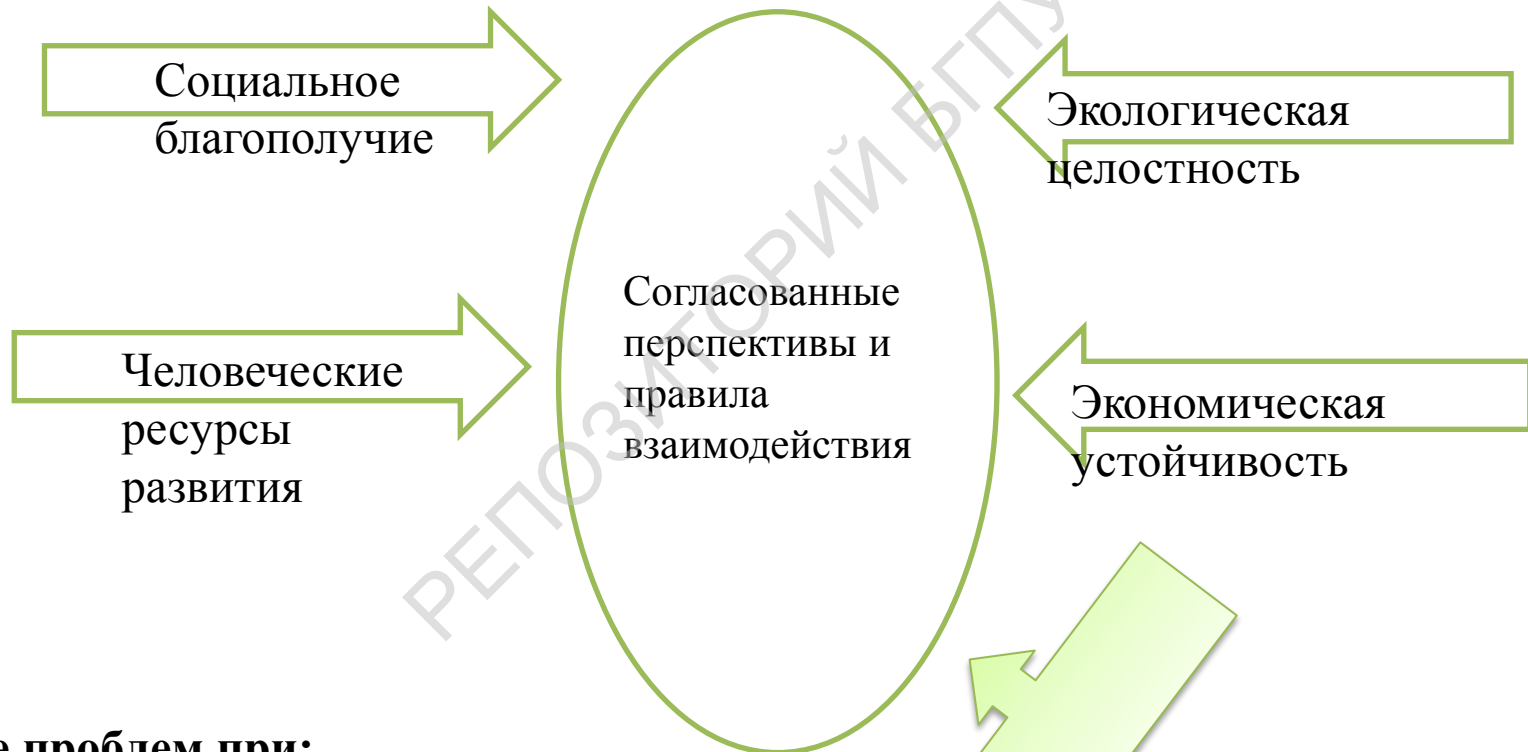 Социальное
благополучие
Экологическая
целостность
Человеческие
ресурсы
развития
Согласованные
перспективы и
правила
взаимодействия
Экономическая
устойчивость
РЕПОЗИТОРИЙ БГПУ
проблем при: